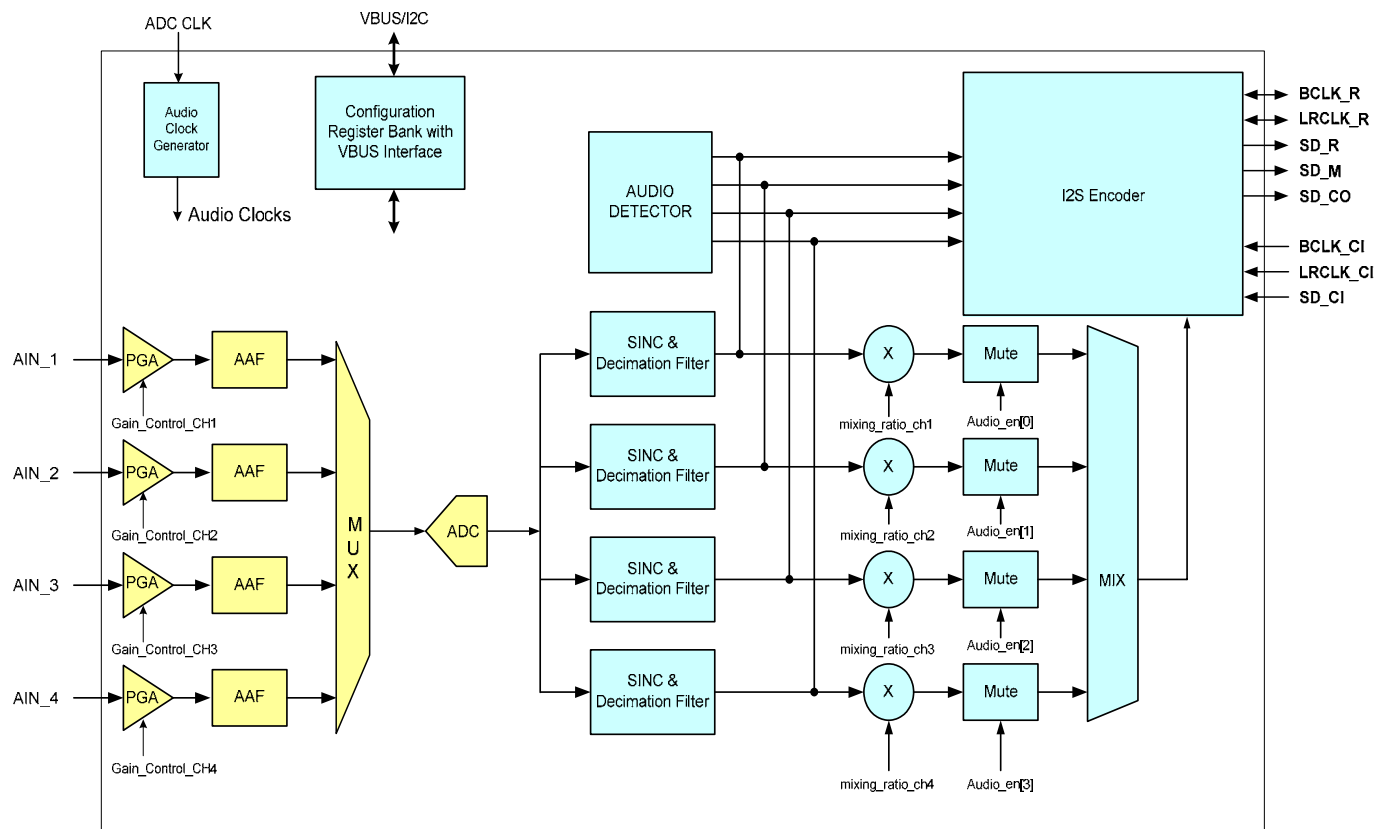 ADC CLK
VBUS/I2C
Audio
Clock
Generator
Audio Clocks
Configuration
Register Bank with
VBUS Interface
AUDIO
DETECTOR
I2S Encoder
BCLK_R
LRCLK_R
SD_R
SD_M
SD_CO
BCLK_CI
LRCLK_CI
SD_CI
AIN_1
PGA
AAF
Gain_Control_CH1
AIN_2
PGA
AAF
Gain_Control_CH2
AIN_3
PGA
AAF
Gain_Control_CH3
AIN_4
PGA
AAF
Gain_Control_CH4
M
U
X
ADC
SINC &
Decimation Filter
SINC &
Decimation Filter
SINC &
Decimation Filter
SINC &
Decimation Filter
X
mixing_ratio_ch1
Mute
Audio_en[0]
X
mixing_ratio_ch2
Mute
Audio_en[1]
X
mixing_ratio_ch3
Mute
Audio_en[2]
X
mixing_ratio_ch4
Mute
Audio_en[3]
MIX